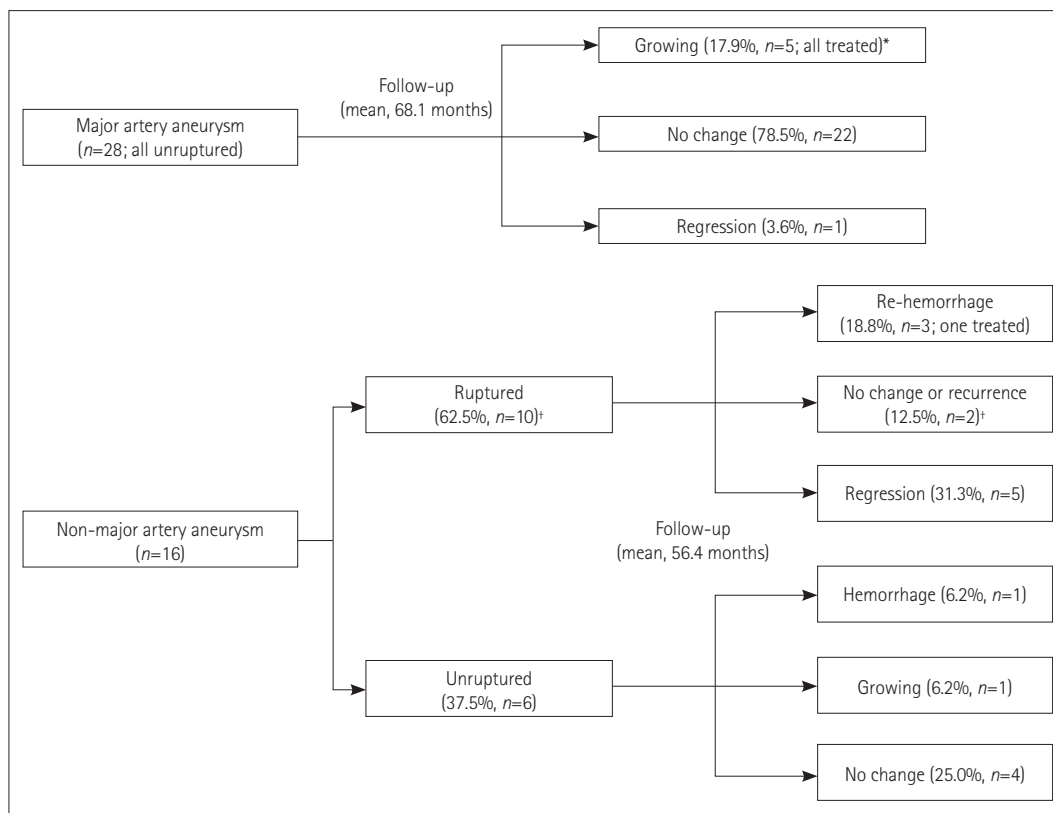 Growing (17.9%, n=5; all treated)*
Follow-up
(mean, 68.1 months)
Major artery aneurysm
(n=28; all unruptured)
No change (78.5%, n=22)
Regression (3.6%, n=1)
Re-hemorrhage
(18.8%, n=3; one treated)
Ruptured
(62.5%, n=10)†
No change or recurrence
(12.5%, n=2)†
Regression (31.3%, n=5)
Non-major artery aneurysm
(n=16)
Follow-up
(mean, 56.4 months)
Hemorrhage (6.2%, n=1)
Unruptured
(37.5%, n=6)
Growing (6.2%, n=1)
No change (25.0%, n=4)